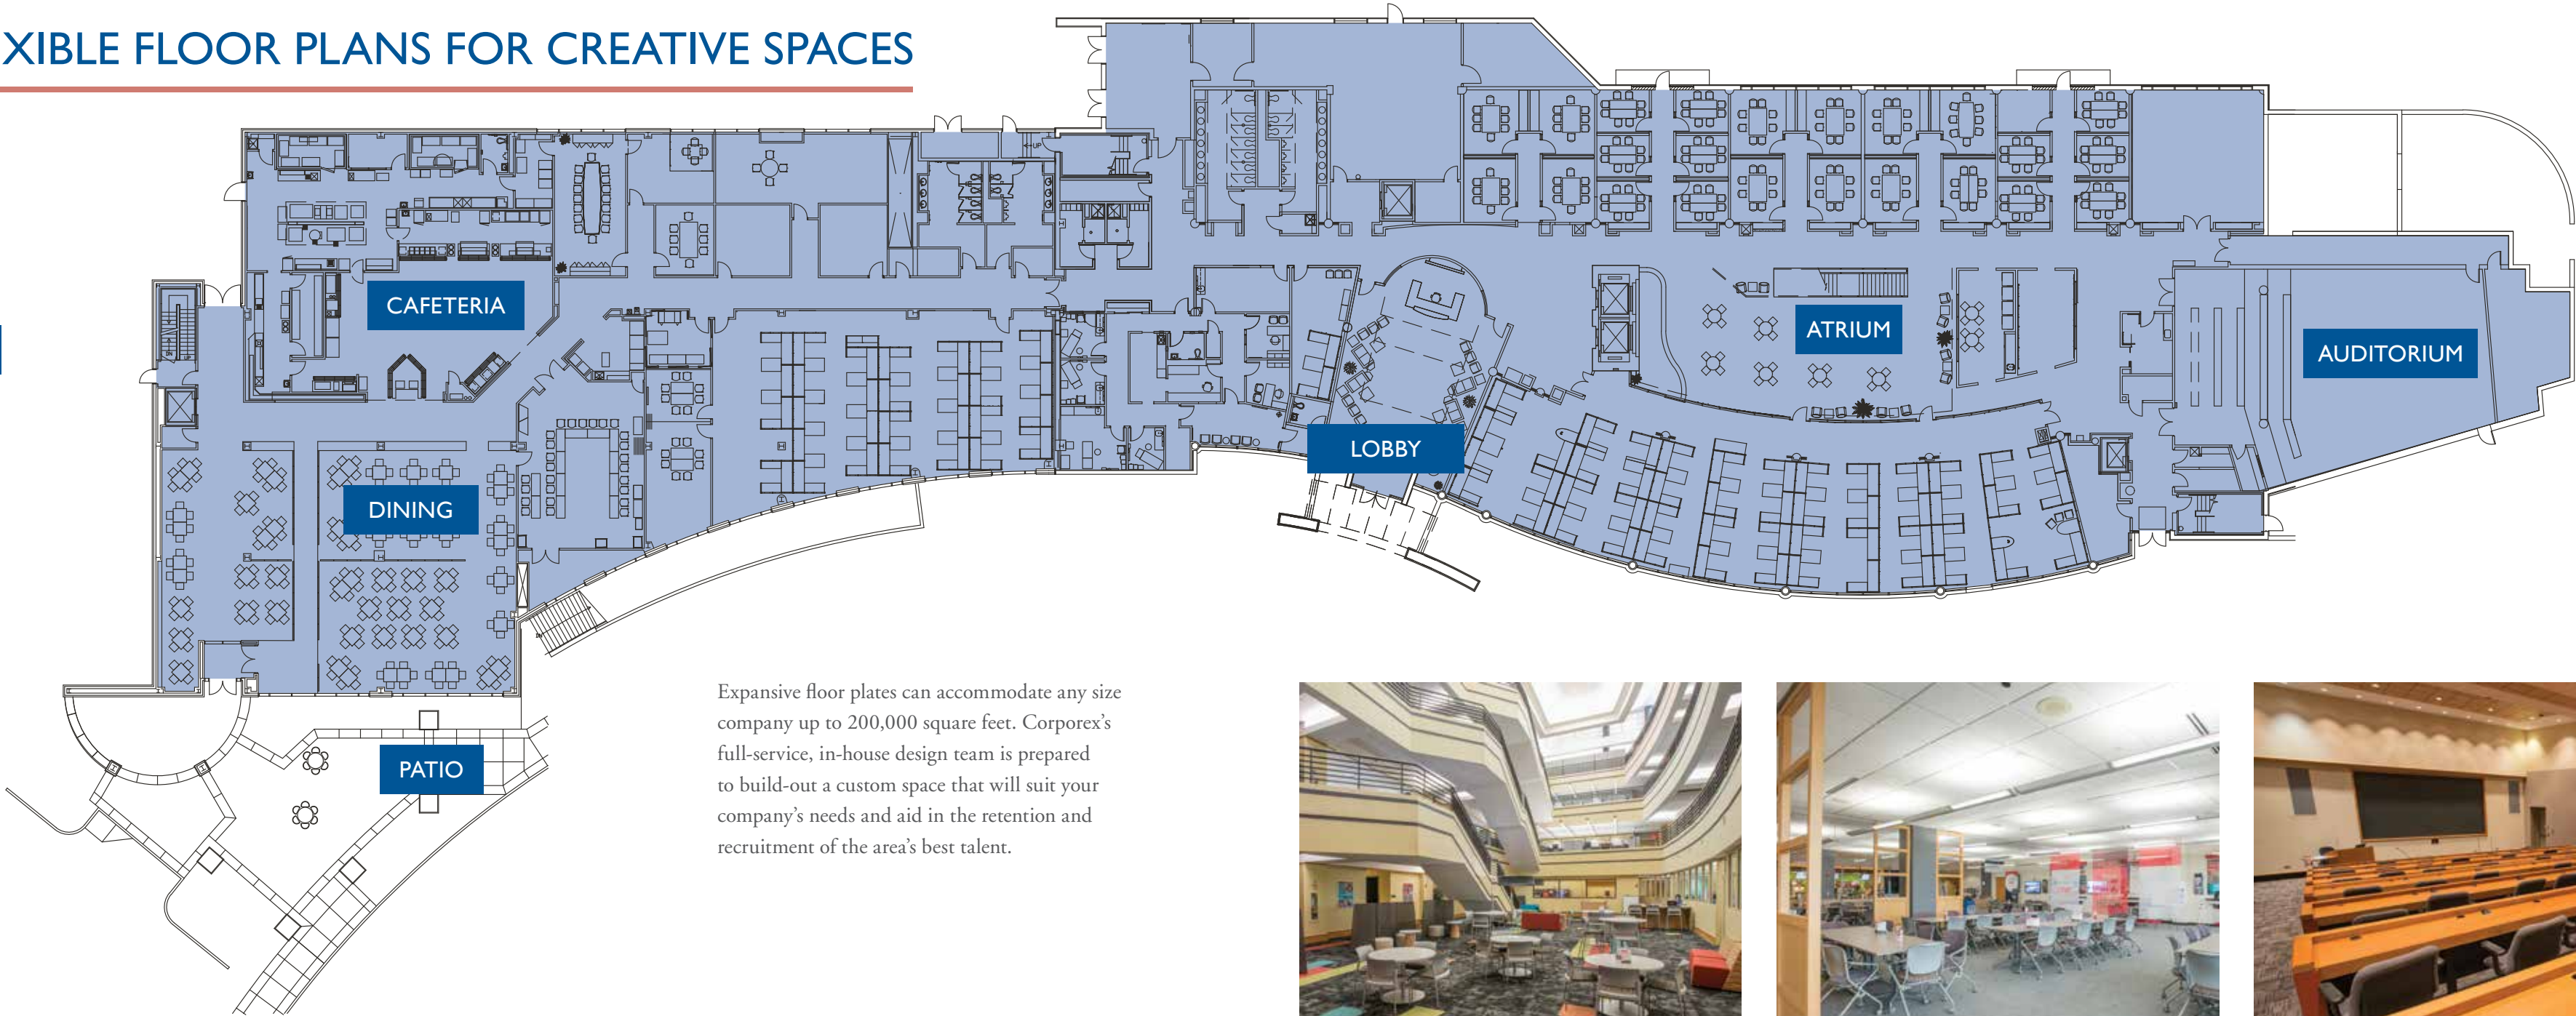 XIBLE FLOOR PLANS FOR CREATIVE SPACES
UP
CAFETERIA
ATRIUM
AUDITORIUM
LOBBY
DINING
PATIO
Expansive floor plates can accommodate any size
company up to 200,000 square feet. Corporex’s
full-service, in-house design team is prepared
to build-out a custom space that will suit your
company’s needs and aid in the retention and
recruitment of the area’s best talent.